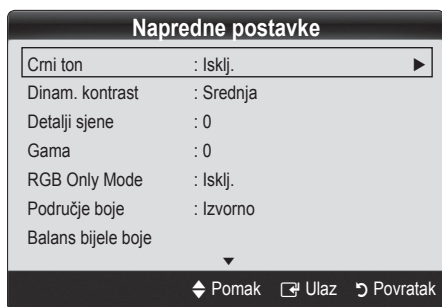 Napredne postavke
Crni ton : Isklj.
Dinam. kontrast : Srednja
Detalji sjene : 0
Gama : 0
RGB Only Mode : Isklj.
Područje boje : Izvorno
Balans bijele boje
Pomak Ulaz Povratak